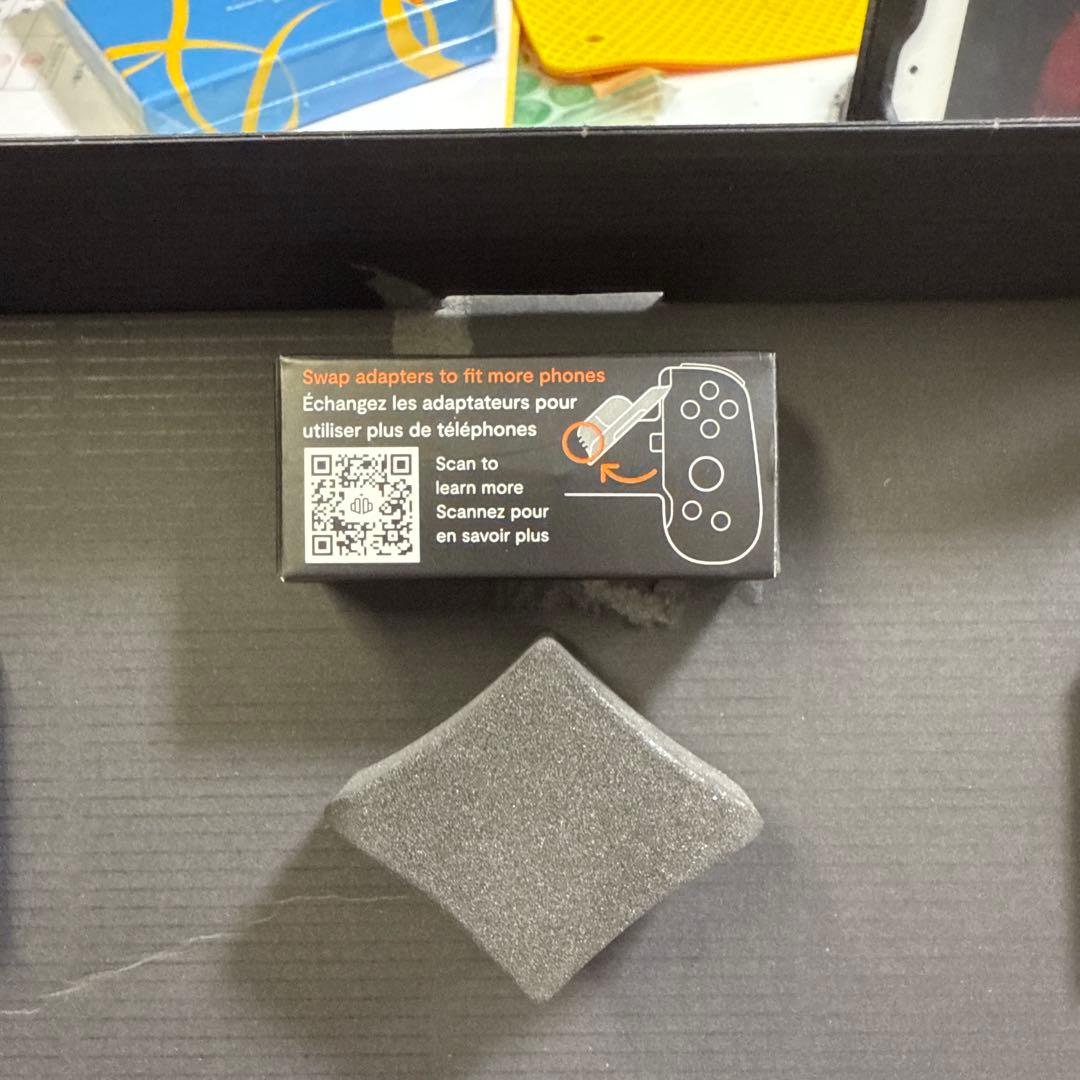 Swap adapters to fit more phones
Échangez les adaptateurs pour
utiliser plus de téléphones
Scan to
learn more
Scannez pour
en savoir plus